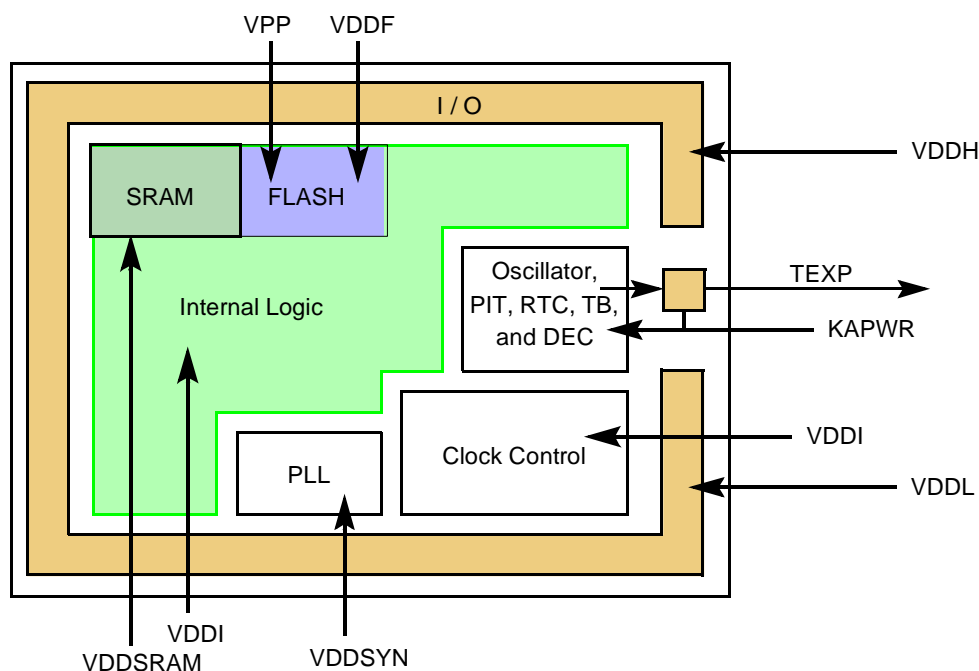 VPP
VDDF
I / O
VDDH
SRAM
FLASH
Oscillator,
PIT, RTC, TB,
and DEC
TEXP
Internal Logic
KAPWR
VDDI
Clock Control
PLL
VDDL
VDDI
VDDSRAM
VDDSYN